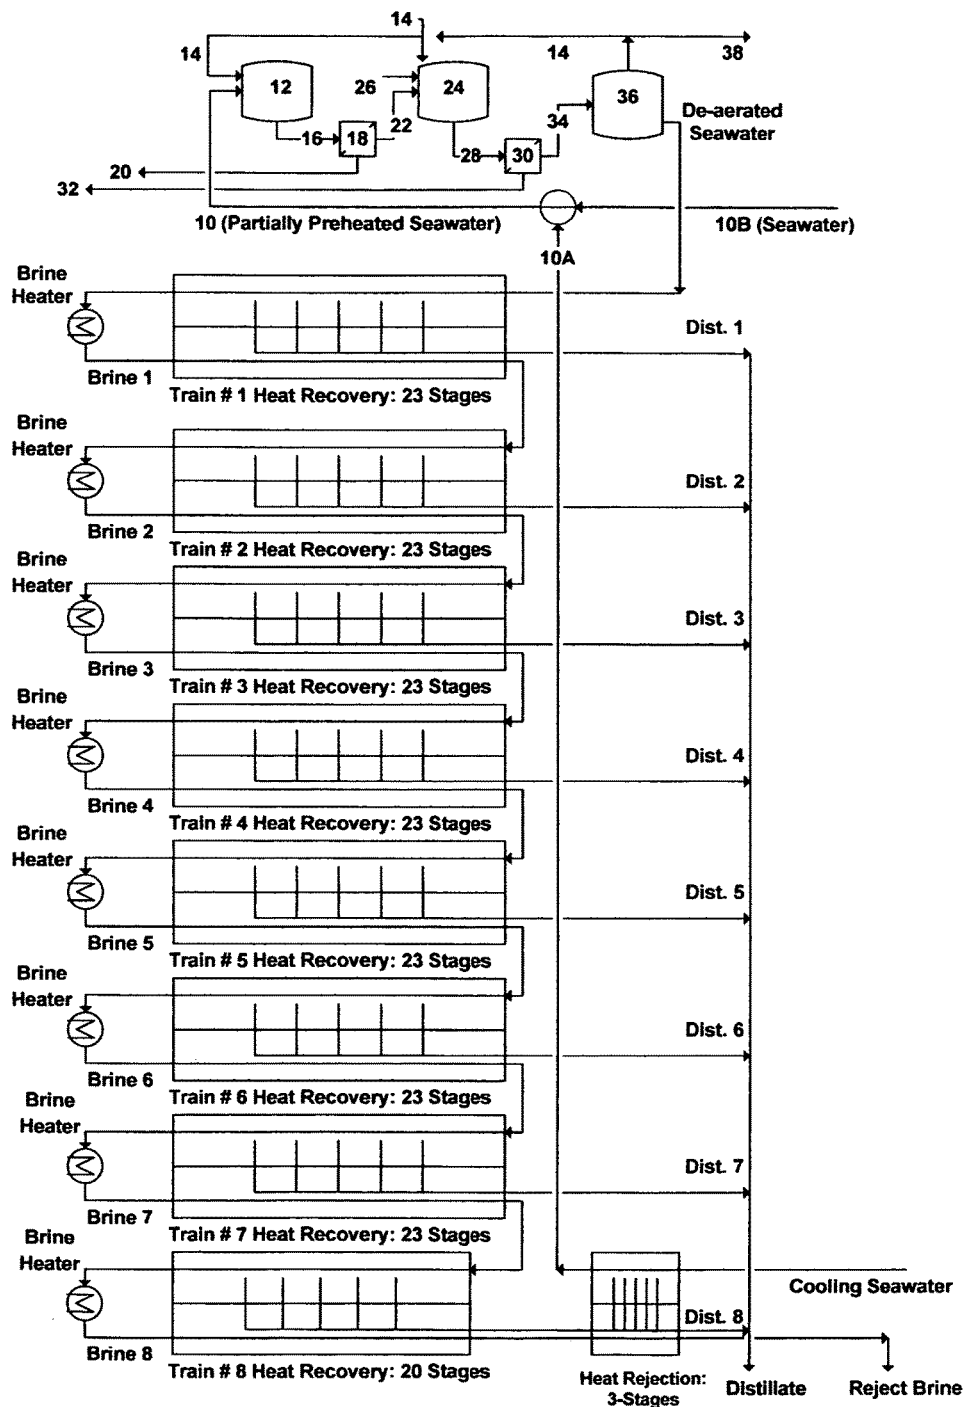 14
14
14
38
12
26
24
36
22
34
De-aerated
Seawater
16
18
28
30
20
32
10 (Partially Preheated Seawater)
10B (Seawater)
10A
Brine
Heater
Dist. 1
Brine 1
Train # 1 Heat Recovery: 23 Stages
Brine
Heater
Dist. 2
Brine 2
Train # 2 Heat Recovery: 23 Stages
Brine
Heater
Dist. 3
Brine 3
Train # 3 Heat Recovery: 23 Stages
Brine
Heater
Dist. 4
Brine 4
Train # 4 Heat Recovery: 23 Stages
Brine
Heater
Dist. 5
Brine 5
Train # 5 Heat Recovery: 23 Stages
Brine
Heater
Dist. 6
Brine 6
Train # 6 Heat Recovery: 23 Stages
Brine
Heater
Dist. 7
Brine 7
Train # 7 Heat Recovery: 23 Stages
Brine
Heater
Cooling Seawater
Dist. 8
Brine 8
Train # 8 Heat Recovery: 20 Stages
Heat Rejection:
3-Stages
Distillate
Reject Brine